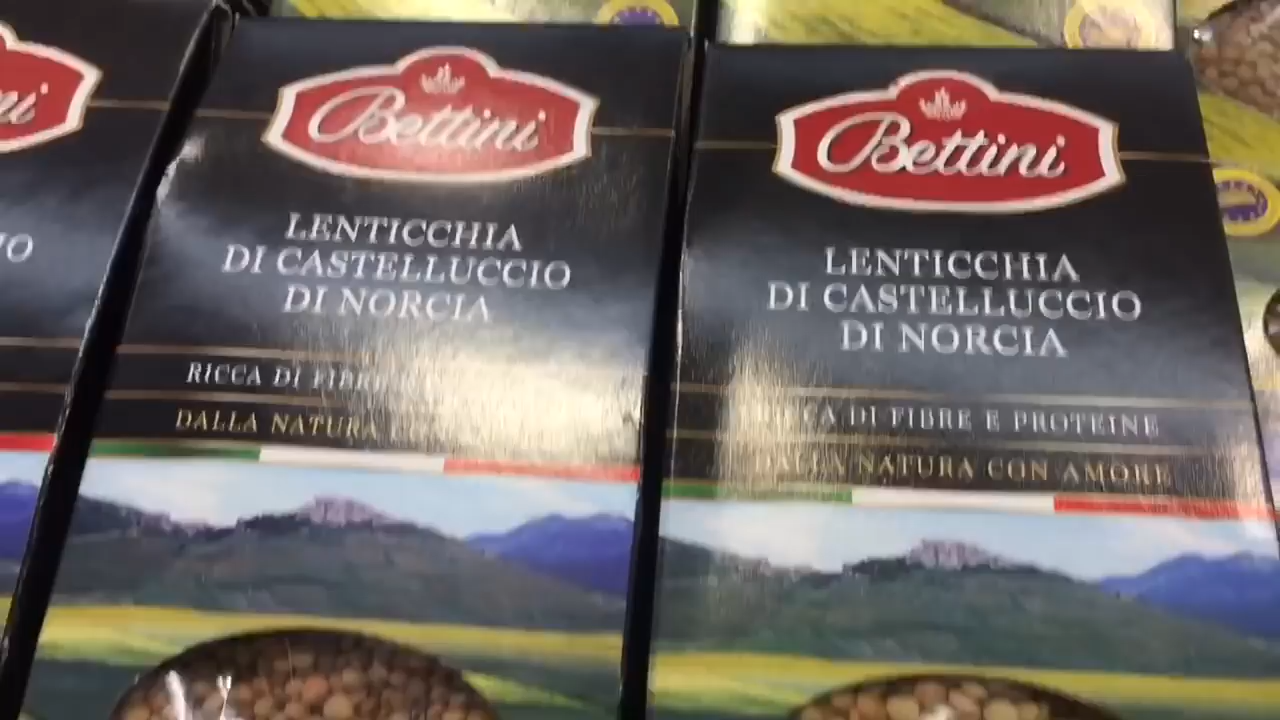 Bettini
LENTICCHIA
DI CASTELLUCCIO
DI NORCIA
RICCA DI
DALLA NATURA
Bettini
LENTICCHIA
DI CASTELLUCCIO
DI NORCIA
DI FIBRE E PROTEINE
DALLA NATURA CON AMORE